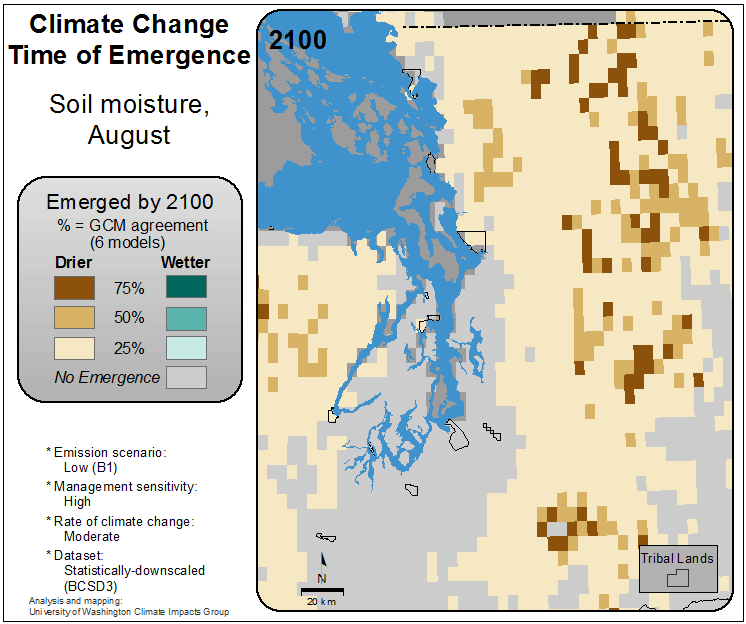 Climate Change
Time of Emergence
Soil moisture,
August
Emerged by 2100
% = GCM agreement
(6 models)
Drier Wetter
75%
50%
25%
No Emergence
* Emission scenario:
Low (B1)
* Management sensitivity:
High
* Rate of climate change:
Moderate
* Dataset:
Statistically-downscaled
(BCSD3)
Analysis and mapping:
University of Washington Climate Impacts Group
2100
N
20 km
Tribal Lands